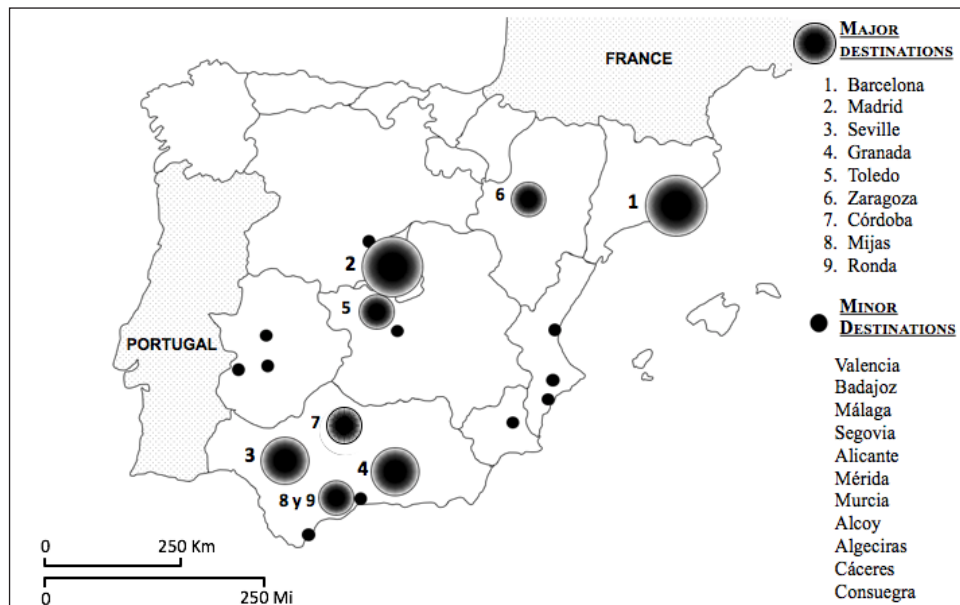 FRANCE
PORTUGAL
1
2
3
4
5
6
7
8 y 9
0 250 Km
0 250 Mi
MAJOR
DESTINATIONS
1. Barcelona
2. Madrid
3. Seville
4. Granada
5. Toledo
6. Zaragoza
7. Córdoba
8. Mijas
9. Ronda
MINOR
DESTINATIONS
Valencia
Badajoz
Málaga
Segovia
Alicante
Mérida
Murcia
Alcoy
Algeciras
Cáceres
Consuegra